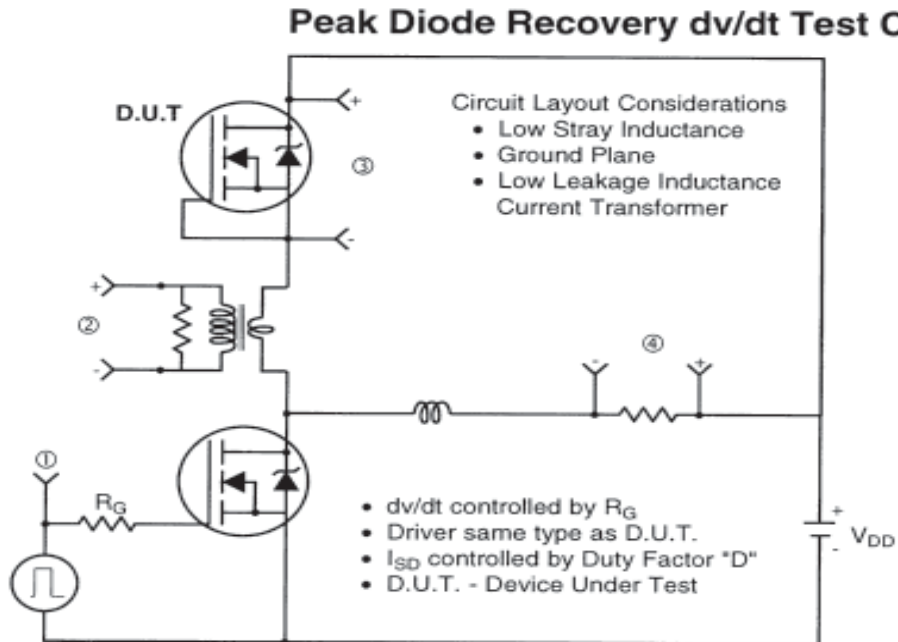 Peak Diode Recovery dv/dt Test C
D.U.T
+
-
③
Circuit Layout Considerations
• Low Stray Inductance
• Ground Plane
• Low Leakage Inductance
Current Transformer
+
②
-
④
-
+
①
RG
• dv/dt controlled by RG
• Driver same type as D.U.T.
• ISD controlled by Duty Factor "D"
• D.U.T. - Device Under Test
+
-
VDD